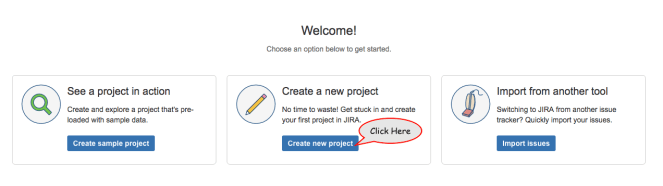 Welcome!
Choose an option below to get started.
See a project in action
Create and explore a project that's pre-
loaded with sample data.
Create sample project
Create a new project
No time to waste! Get stuck in and create
your first project in JIRA.
Click Here
Create new project
Import from another tool
Switching to JIRA from another issue
tracker? Quickly import your issues.
Import issues